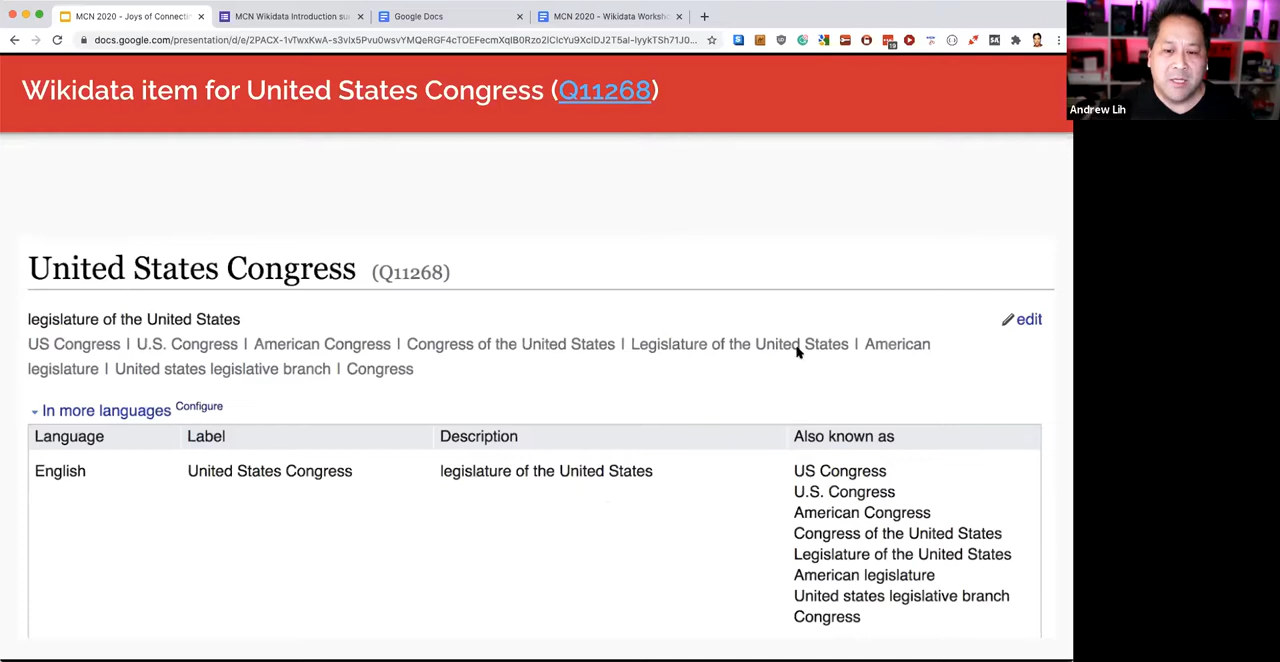 MCN 2020 - Joys of Connectin
MCN Wikidata Introduction su
Google Docs
MCN 2020 - Wikidata Worksh
Andrew Lih
Wikidata item for United States Congress (Q11268)
United States Congress (Q11268)
legislature of the United States
edit
US Congress | U.S. Congress | American Congress | Congress of the United States | Legislature of the United States | American
legislature | United states legislative branch | Congress
In more languages Configure
Language Label Description Also known as
English United States Congress legislature of the United States US Congress
U.S. Congress
American Congress
Congress of the United States
Legislature of the United States
American legislature
United states legislative branch
Congress